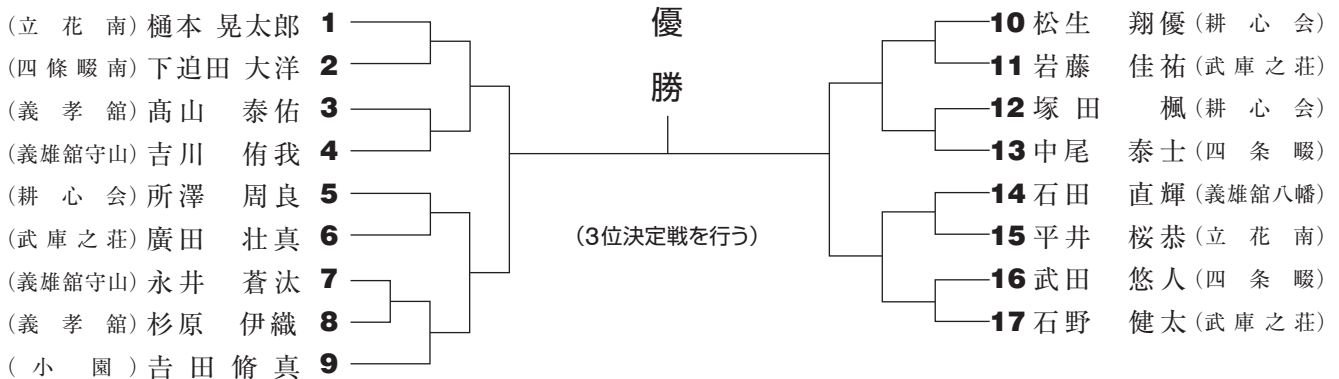 (立花南) 樋本 晃太郎 1
(四條畷南) 下迫田 大洋 2
(義孝舘) 髙山 泰佑 3
(義雄舘守山) 吉川 侑我 4
(耕心会) 所澤 周良 5
(武庫之荘) 廣田 壮真 6
(義雄舘守山) 永井 蒼汰 7
(義孝舘) 杉原 伊織 8
(小園) 𠮷田脩真 9
優
勝
(3位決定戦を行う)
10 松生 翔優 (耕心会)
11 岩藤 佳祐 (武庫之荘)
12 塚田 楓 (耕心会)
13 中尾 泰士 (四条畷)
14 石田 直輝 (義雄舘八幡)
15 平井 桜恭 (立花南)
16 武田 悠人 (四条畷)
17 石野 健太 (武庫之荘)